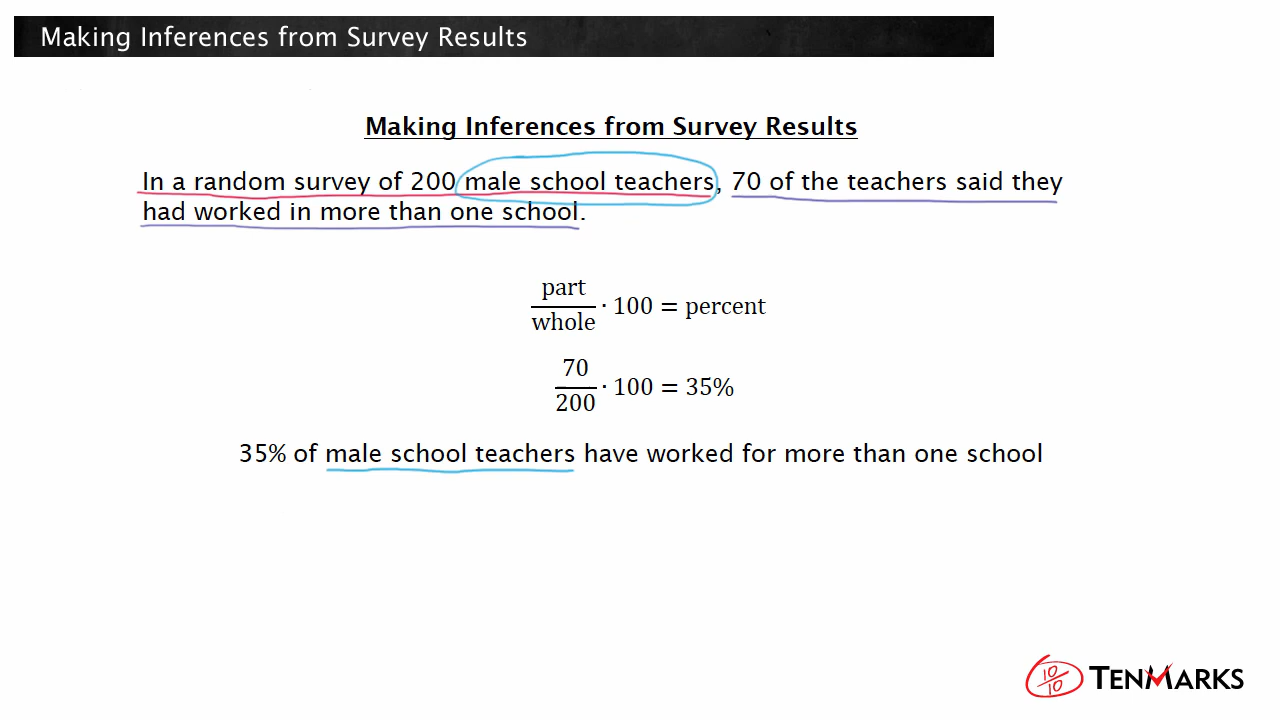 Making Inferences from Survey Results
Making Inferences from Survey Results
In a random survey of 200 male school teachers, 70 of the teachers said they
had worked in more than one school.
part
whole · 100 = percent
70
200 · 100 = 35%
35% of male school teachers have worked for more than one school
10
10 TENMARKS